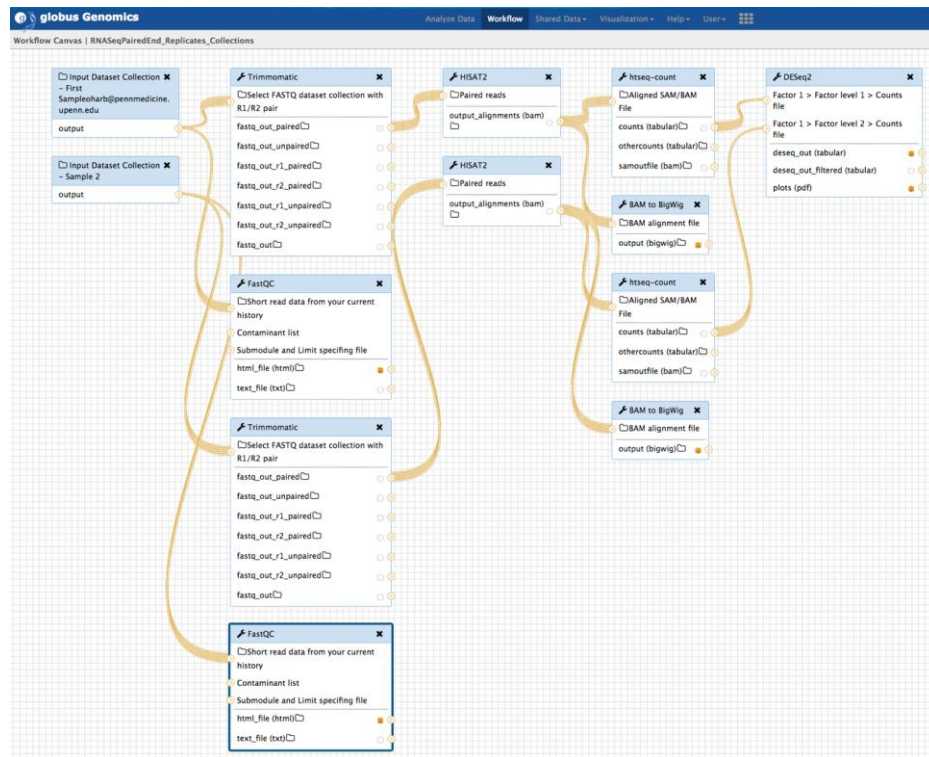 globus Genomics
Analyze Data Workflow Shared Data Visualization Help User
Workflow Canvas | RNASeqPairedEnd_Replicates_Collections
Input Dataset Collection
- First
Sampleoharb@pennmedicine.
upenn.edu
output
Input Dataset Collection
- Sample 2
output
Trimmomatic
Select FASTQ dataset collection with
R1/R2 pair
fastq_out_paired
fastq_out_unpaired
fastq_out_r1_paired
fastq_out_r2_paired
fastq_out_r1_unpaired
fastq_out_r2_unpaired
fastq_out
FastQC
Short read data from your current
history
Contaminant list
Submodule and Limit specifing file
html_file (html)
text_file (txt)
Trimmomatic
Select FASTQ dataset collection with
R1/R2 pair
fastq_out_paired
fastq_out_unpaired
fastq_out_r1_paired
fastq_out_r2_paired
fastq_out_r1_unpaired
fastq_out_r2_unpaired
fastq_out
FastQC
Short read data from your current
history
Contaminant list
Submodule and Limit specifing file
html_file (html)
text_file (txt)
HISAT2
Paired reads
output_alignments (bam)
HISAT2
Paired reads
output_alignments (bam)
htseq-count
Aligned SAM/BAM
File
counts (tabular)
othercounts (tabular)
samoutfile (bam)
BAM to BigWig
BAM alignment file
output (bigwig)
htseq-count
Aligned SAM/BAM
File
counts (tabular)
othercounts (tabular)
samoutfile (bam)
BAM to BigWig
BAM alignment file
output (bigwig)
DESeq2
Factor 1 > Factor level 1 > Counts
file
Factor 1 > Factor level 2 > Counts
file
deseq_out (tabular)
deseq_out_filtered (tabular)
plots (pdf)